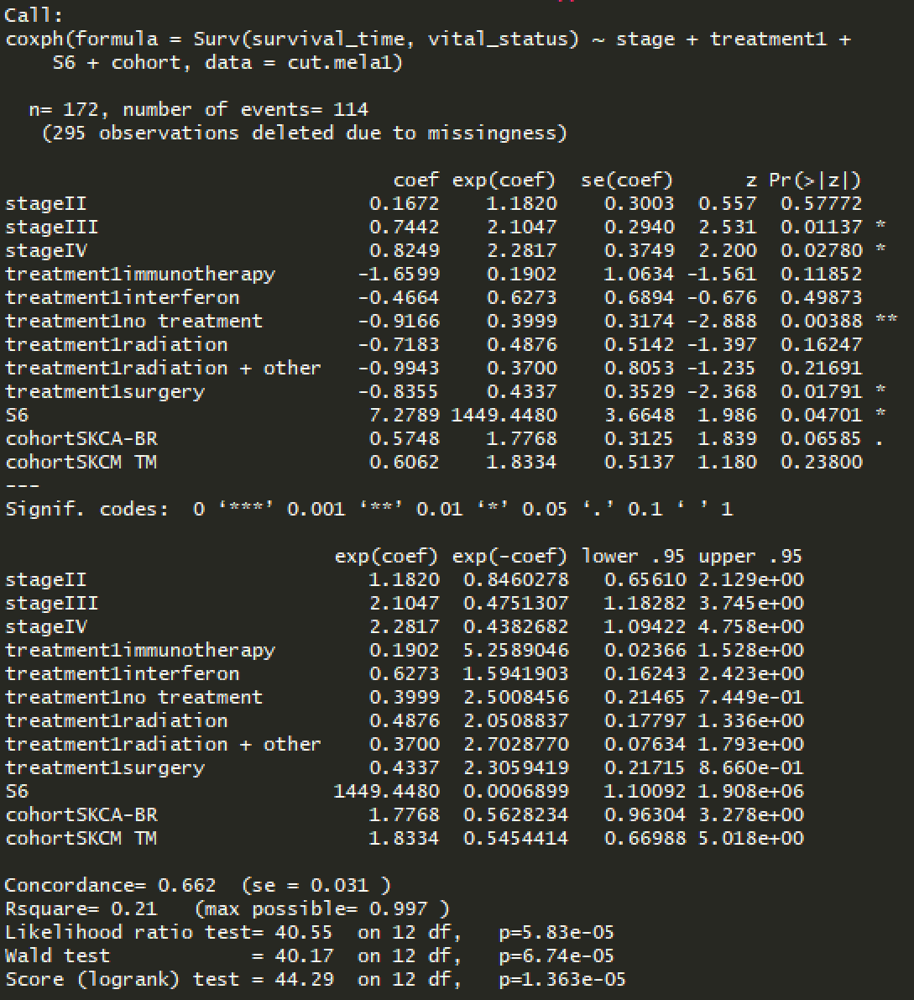 Call:
coxph(formula = Surv(survival_time, vital_status) ~ stage + treatment1 +
    S6 + cohort, data = cut.mela1)

  n= 172, number of events= 114
   (295 observations deleted due to missingness)

                              coef exp(coef)  se(coef)      z Pr(>|z|)
stageII                     0.1672    1.1820    0.3003  0.557  0.57772
stageIII                    0.7442    2.1047    0.2940  2.531  0.01137 *
stageIV                     0.8249    2.2817    0.3749  2.200  0.02780 *
treatment1immunotherapy    -1.6599    0.1902    1.0634 -1.561  0.11852
treatment1interferon       -0.4664    0.6273    0.6894 -0.676  0.49873
treatment1no treatment     -0.9166    0.3999    0.3174 -2.888  0.00388 **
treatment1radiation        -0.7183    0.4876    0.5142 -1.397  0.16247
treatment1radiation + other -0.9943    0.3700    0.8053 -1.235  0.21691
treatment1surgery          -0.8355    0.4337    0.3529 -2.368  0.01791 *
S6                          7.2789 1449.4480    3.6648  1.986  0.04701 *
cohortSKCA-BR               0.5748    1.7768    0.3125  1.839  0.06585 .
cohortSKCM TM               0.6062    1.8334    0.5137  1.180  0.23800
---
Signif. codes:  0 ‘***’ 0.001 ‘**’ 0.01 ‘*’ 0.05 ‘.’ 0.1 ‘ ’ 1

                         exp(coef) exp(-coef) lower .95 upper .95
stageII                     1.1820  0.8460278   0.65610 2.129e+00
stageIII                    2.1047  0.4751307   1.18282 3.745e+00
stageIV                     2.2817  0.4382682   1.09422 4.758e+00
treatment1immunotherapy     0.1902  5.2589046   0.02366 1.528e+00
treatment1interferon        0.6273  1.5941903   0.16243 2.423e+00
treatment1no treatment      0.3999  2.5008456   0.21465 7.449e-01
treatment1radiation         0.4876  2.0508837   0.17797 1.336e+00
treatment1radiation + other 0.3700  2.7028770   0.07634 1.793e+00
treatment1surgery           0.4337  2.3059419   0.21715 8.660e-01
S6                       1449.4480  0.0006899   1.10092 1.908e+06
cohortSKCA-BR               1.7768  0.5628234   0.96304 3.278e+00
cohortSKCM TM               1.8334  0.5454414   0.66988 5.018e+00

Concordance= 0.662  (se = 0.031 )
Rsquare= 0.21   (max possible= 0.997 )
Likelihood ratio test= 40.55  on 12 df,   p=5.83e-05
Wald test            = 40.17  on 12 df,   p=6.74e-05
Score (logrank) test = 44.29  on 12 df,   p=1.363e-05